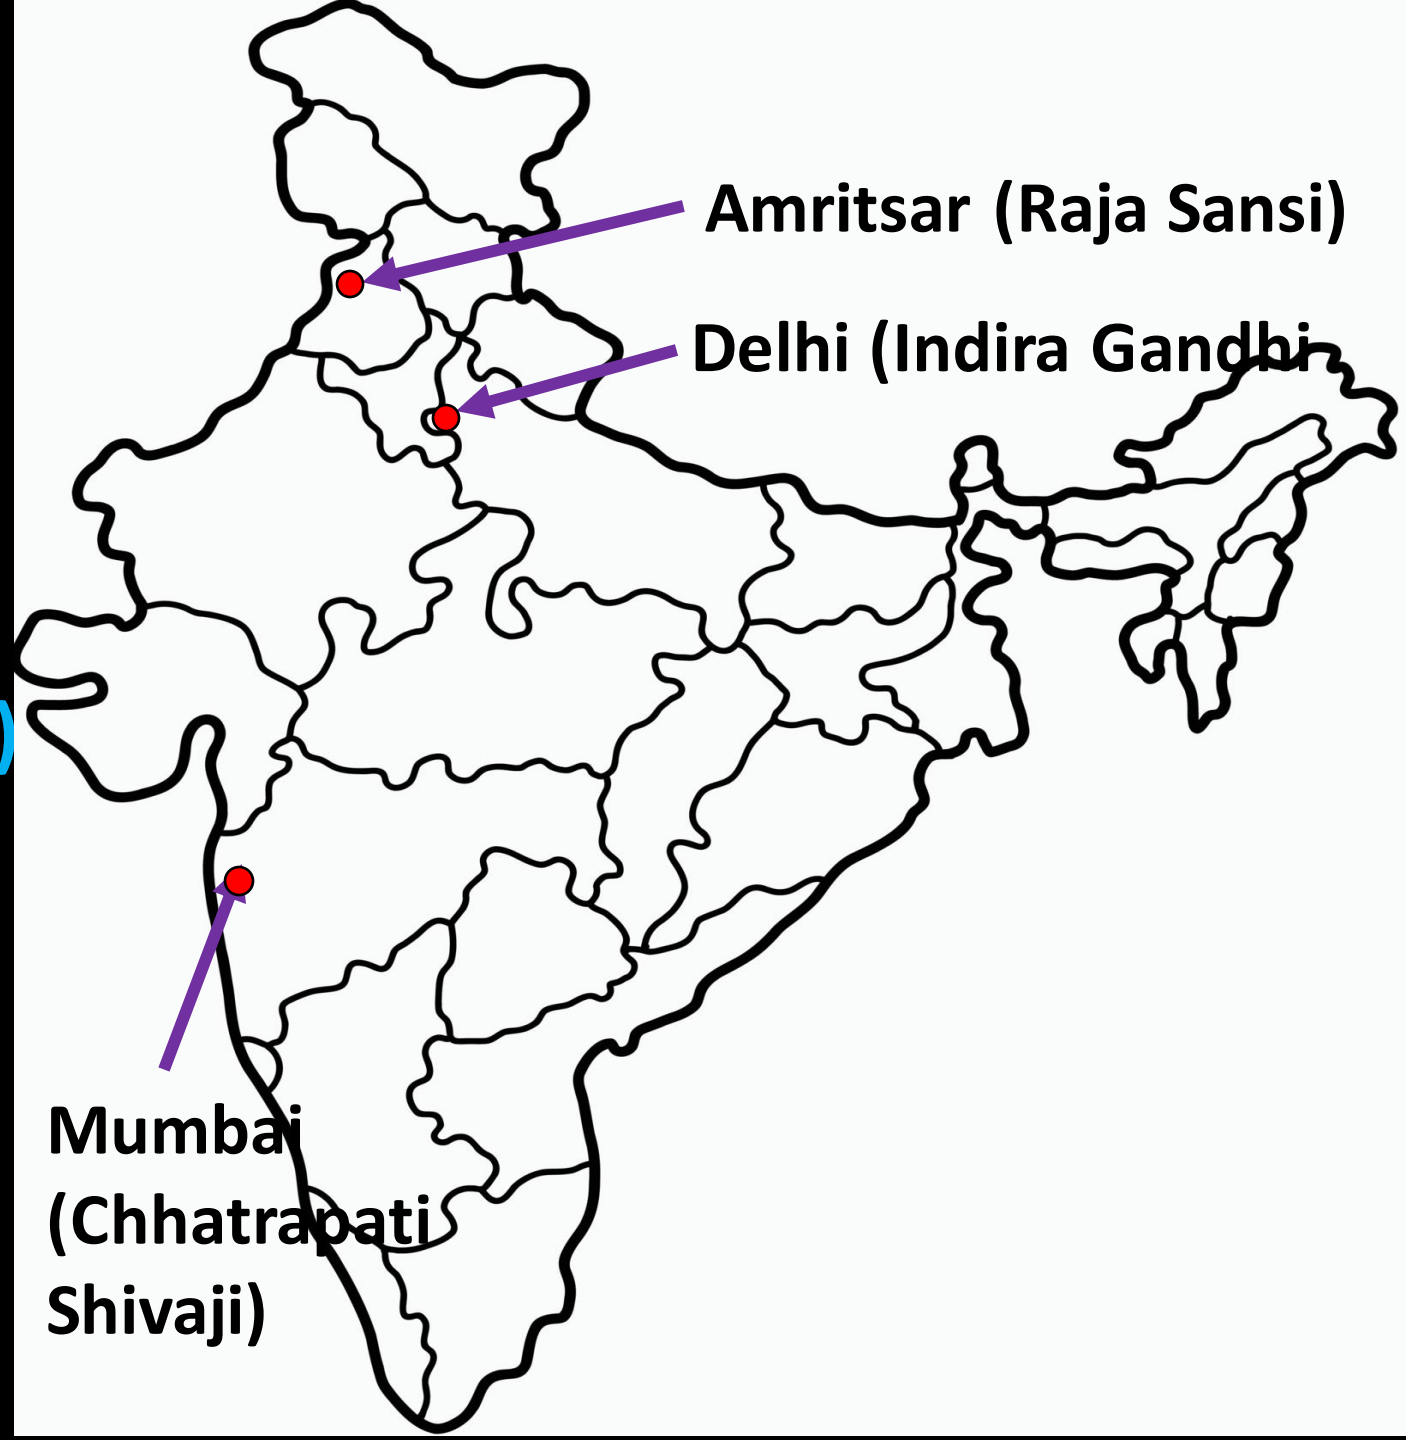 Amritsar (Raja Sansi)
Delhi (Indira Gandhi
)
Mumbai
(Chhatrapati
Shivaji)